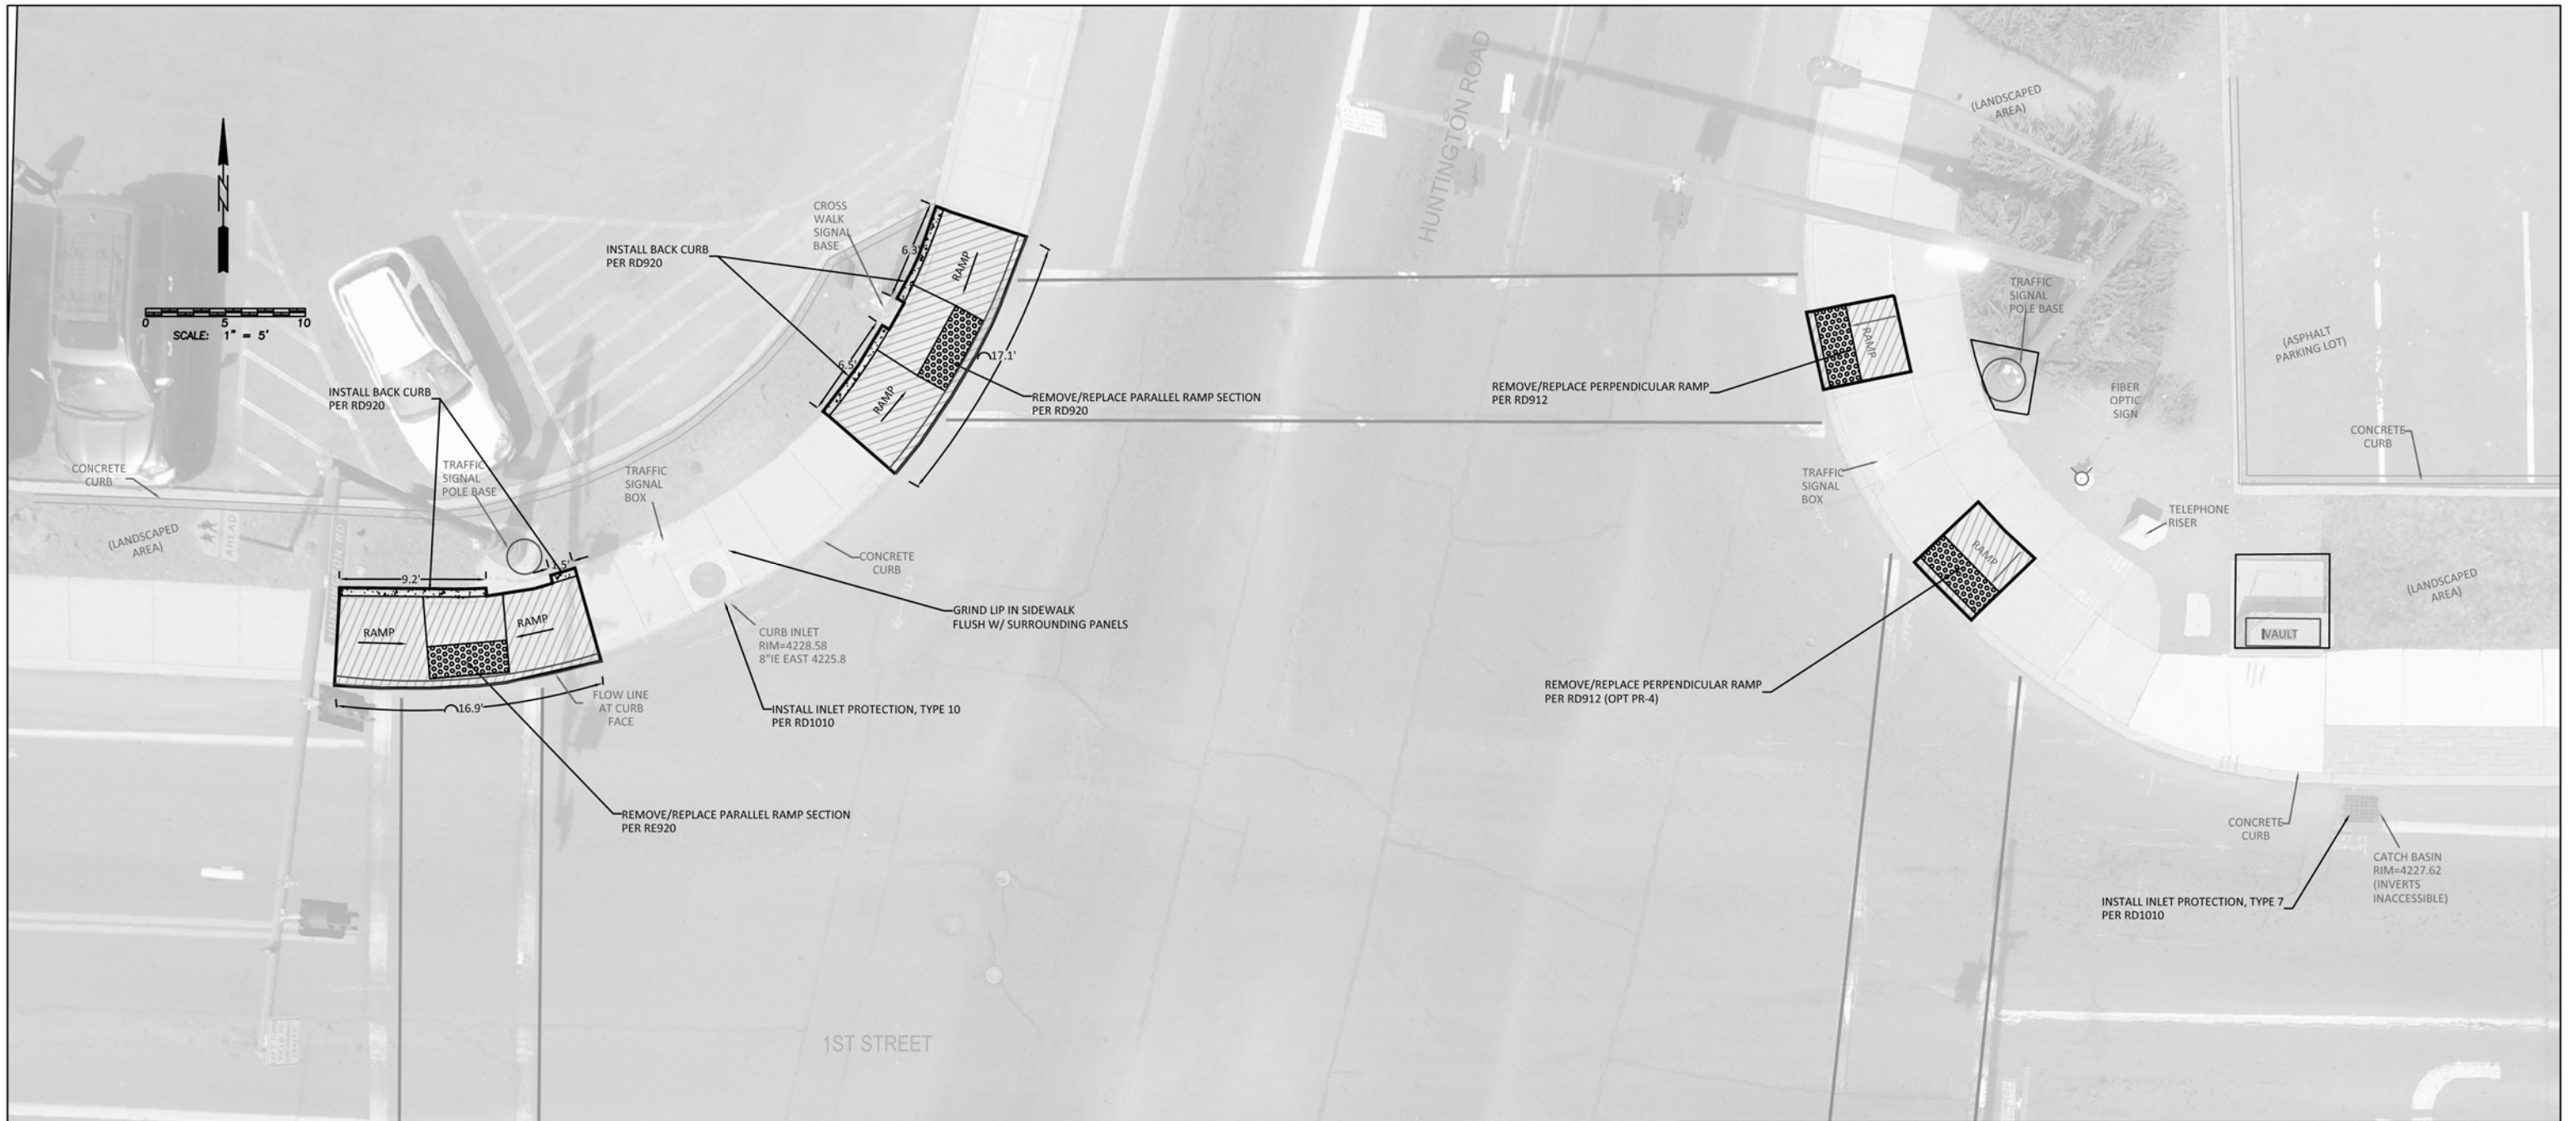 HUNTINGTON ROAD
(LANDSCAPED
AREA)
CROSS
WALK
SIGNAL
BASE
INSTALL BACK CURB
PER RD920
6.3'
RAMP
N
0 5 10
SCALE: 1" = 5'
TRAFFIC
SIGNAL
POLE BASE
(ASPHALT
PARKING LOT)
RAMP
17.1'
6.5'
RAMP
REMOVE/REPLACE PARALLEL RAMP SECTION
PER RD920
REMOVE/REPLACE PERPENDICULAR RAMP
PER RD912
FIBER
OPTIC
SIGN
INSTALL BACK CURB
PER RD920
CONCRETE
CURB
CONCRETE
CURB
TRAFFIC
SIGNAL
POLE BASE
TRAFFIC
SIGNAL
BOX
TRAFFIC
SIGNAL
BOX
TELEPHONE
RISER
(LANDSCAPED
AREA)
AHEAD
CONCRETE
CURB
RAMP
(LANDSCAPED
AREA)
9.2'
1.5'
RAMP
RAMP
GRIND LIP IN SIDEWALK
FLUSH W/ SURROUNDING PANELS
CURB INLET
RIM=4228.58
8"IE EAST 4225.8
VAULT
FLOW LINE
AT CURB
FACE
16.9'
INSTALL INLET PROTECTION, TYPE 10
PER RD1010
REMOVE/REPLACE PERPENDICULAR RAMP
PER RD912 (OPT PR-4)
REMOVE/REPLACE PARALLEL RAMP SECTION
PER RE920
CONCRETE
CURB
CATCH BASIN
RIM=4227.62
(INVERTS
INACCESSIBLE)
INSTALL INLET PROTECTION, TYPE 7
PER RD1010
1ST STREET